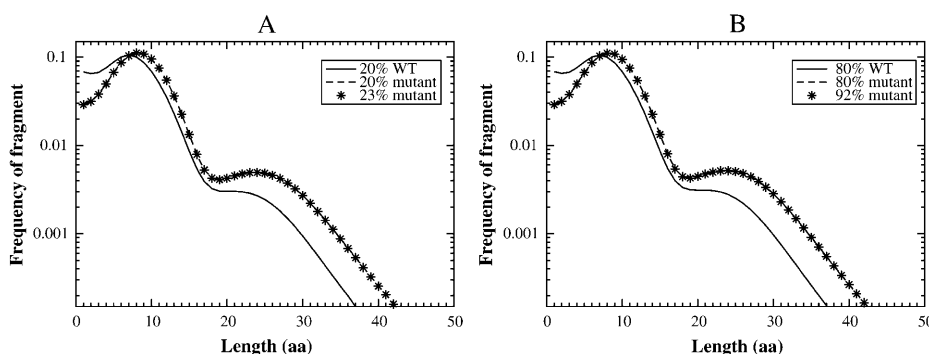 A
Frequency of fragment
0.1
0.01
0.001
20% WT
20% mutant
23% mutant
0
10
20
30
40
50
Length (aa)
B
Frequency of fragment
0.1
0.01
0.001
80% WT
80% mutant
92% mutant
0
10
20
30
40
50
Length (aa)